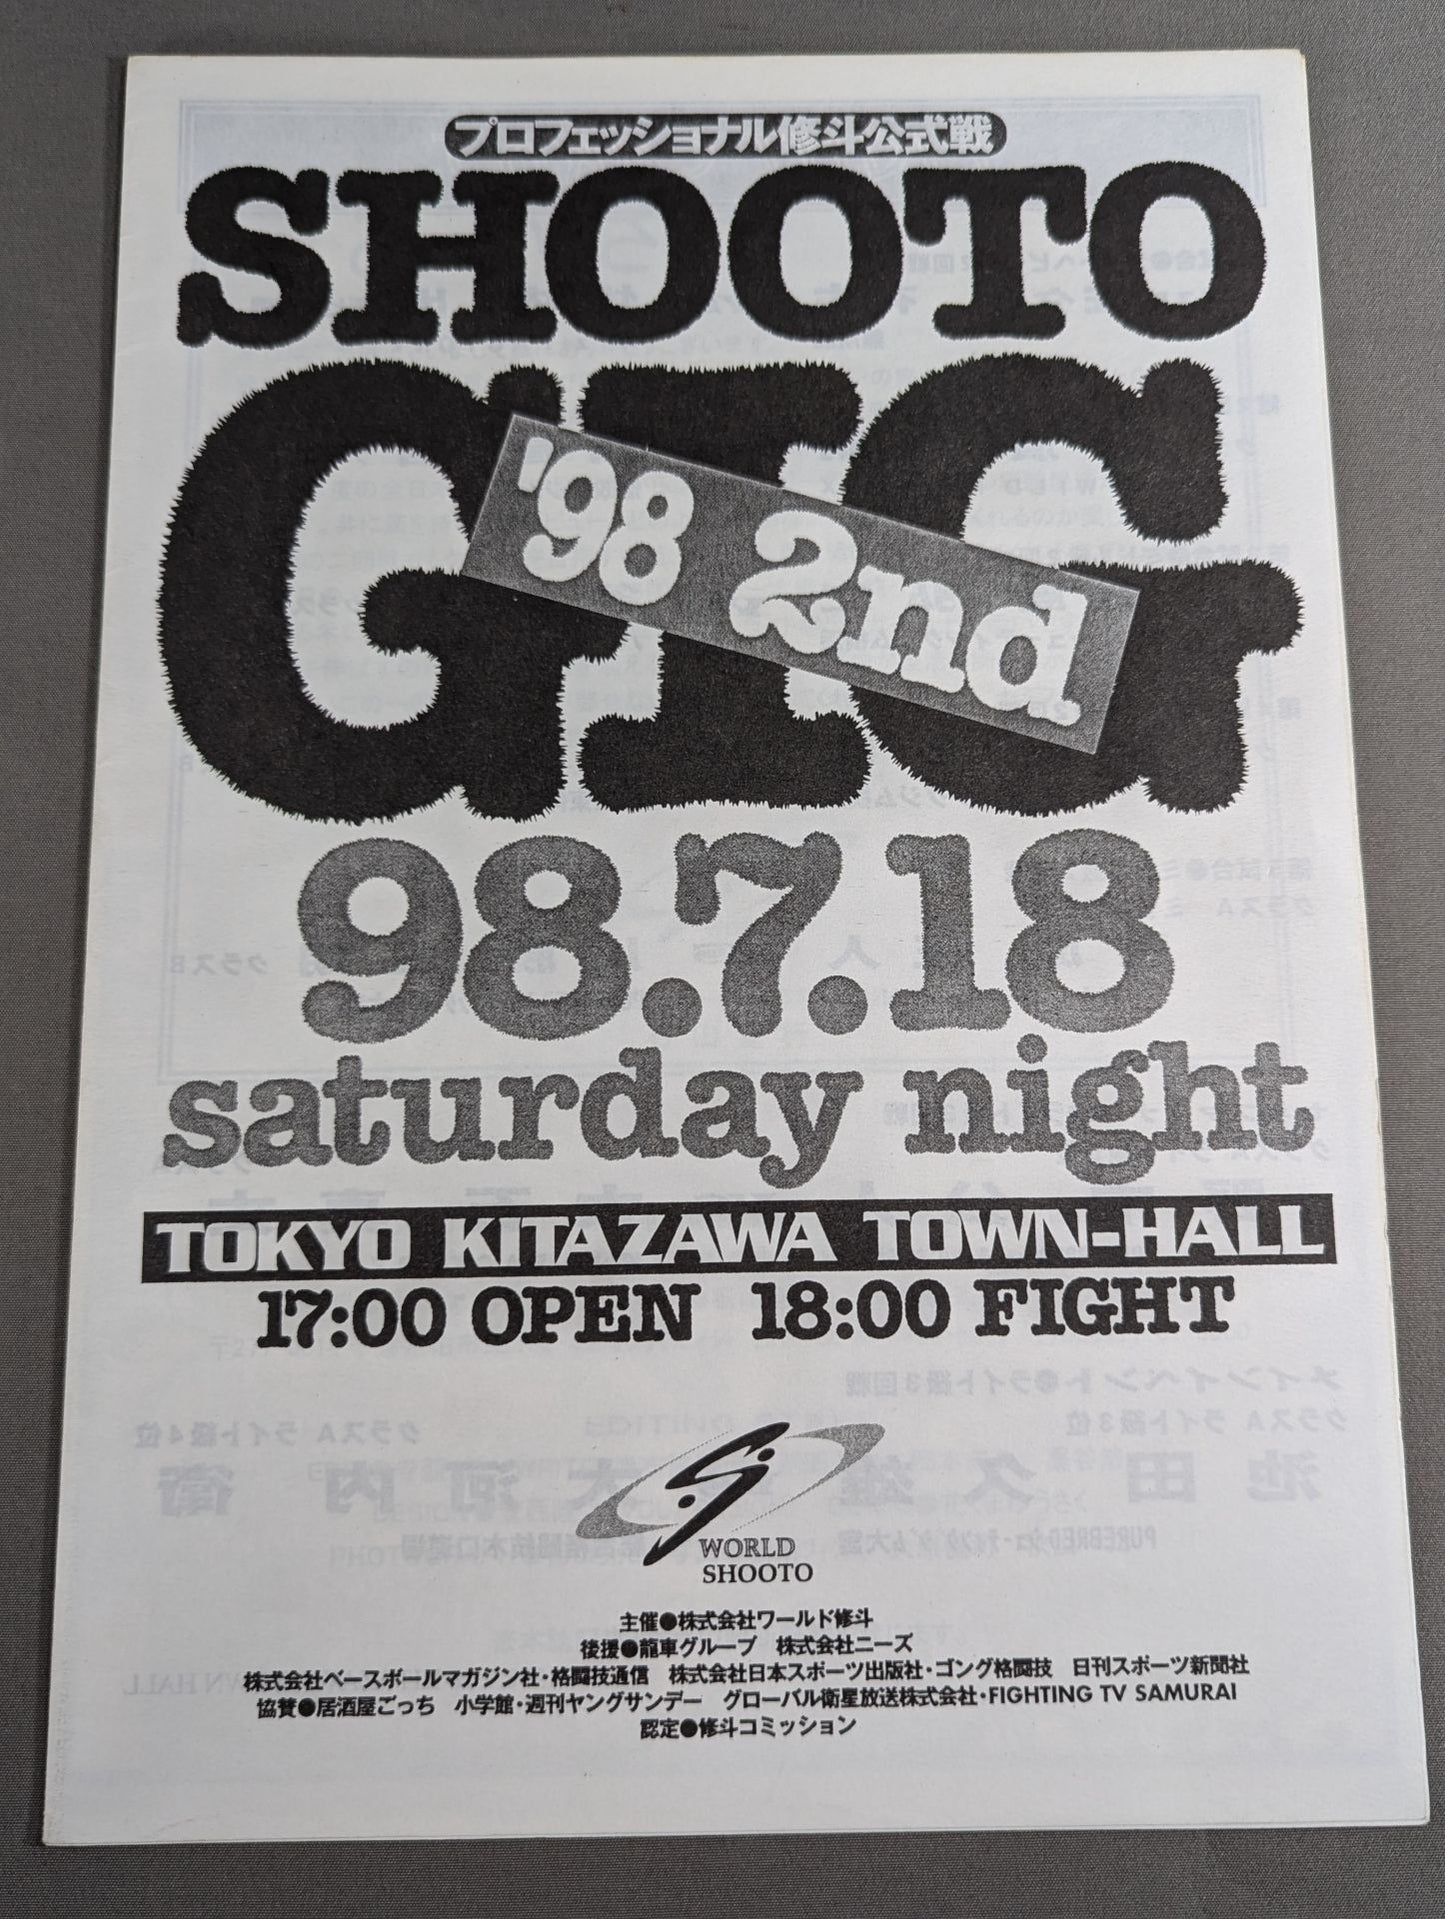 プロフェッショナル修斗公式戦
SHOOTO
GIG
'98 2nd
98.7.18
saturday night
TOKYO KITAZAWA TOWN-HALL
17:00 OPEN 18:00 FIGHT
WORLD
SHOOTO
主催●株式会社ワールド修斗
後援●龍車グループ 株式会社ニーズ
株式会社ベースボールマガジン社・格闘技通信 株式会社日本スポーツ出版社・ゴング格闘技 日刊スポーツ新聞社
協賛●居酒屋ごっち 小学館・週刊ヤングサンデー グローバル衛星放送株式会社・FIGHTING TV SAMURAI
認定●修斗コミッション